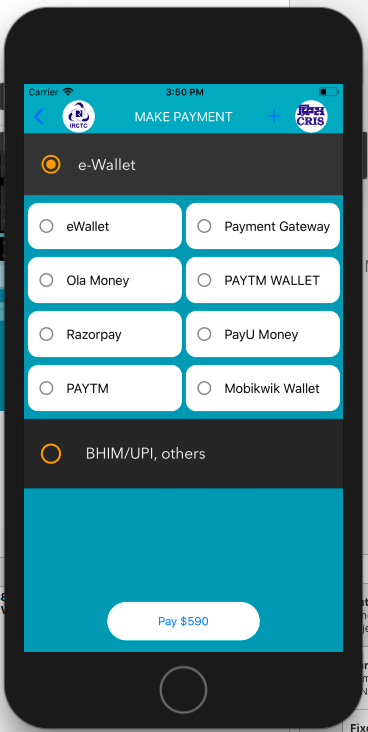 Carrier 3:50 PM
IRCTC MAKE PAYMENT + CRIS
e-Wallet
eWallet Payment Gateway
Ola Money PAYTM WALLET
Razorpay PayU Money
PAYTM Mobikwik Wallet
BHIM/UPI, others
Pay $590
Fixe